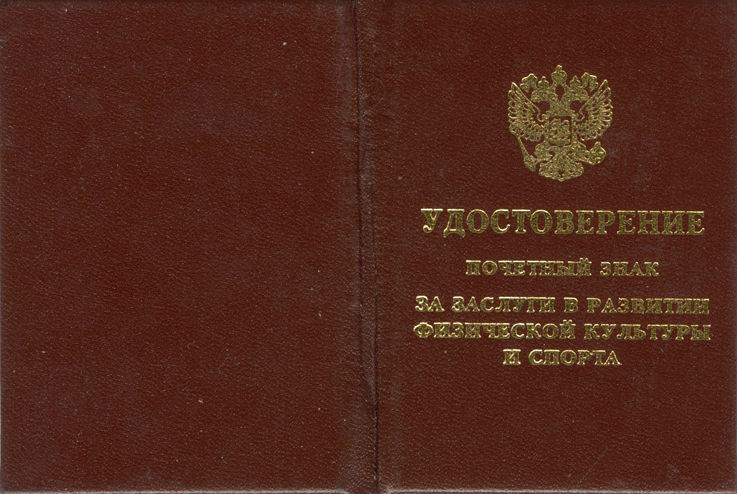 УДОСТОВЕРЕНИЕ
ПОЧЕТНЫЙ ЗНАК
ЗА ЗАСЛУГИ В РАЗВИТИИ
ФИЗИЧЕСКОЙ КУЛЬТУРЫ
И СПОРТА